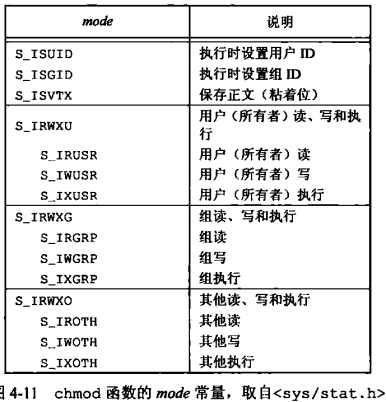 mode 说明
S_ISUID 执行时设置用户 ID
S_ISGID 执行时设置组 ID
S_ISVTX 保存正文（粘着位）
S_IRWXU 用户（所有者）读、写和执
行
S_IRUSR 用户（所有者）读
S_IWUSR 用户（所有者）写
S_IXUSR 用户（所有者）执行
S_IRWXG 组读、写和执行
S_IRGRP 组读
S_IWGRP 组写
S_IXGRP 组执行
S_IRWXO 其他读、写和执行
S_IROTH 其他读
S_IWOTH 其他写
S_IXOTH 其他执行
图 4-11 chmod 函数的 mode 常量，取自<sys/stat.h>